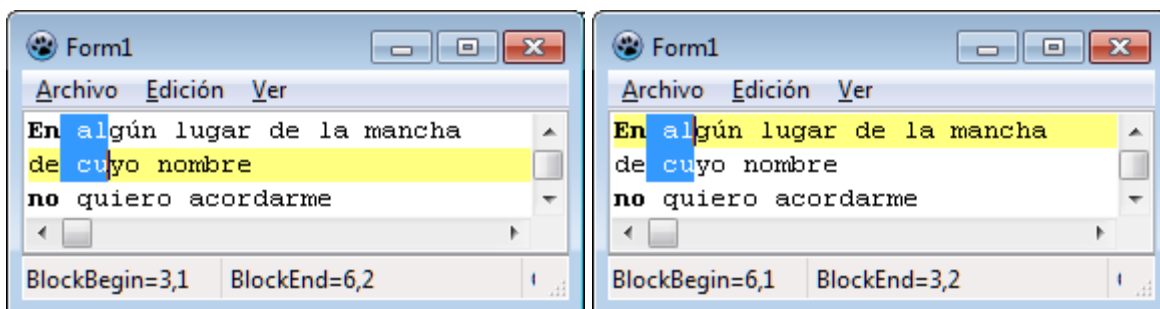 Form1
Archivo Edición Ver
En algún lugar de la mancha
de cuyo nombre
no quiero acordarme
BlockBegin=3,1 BlockEnd=6,2
Form1
Archivo Edición Ver
En algún lugar de la mancha
de cuyo nombre
no quiero acordarme
BlockBegin=6,1 BlockEnd=3,2